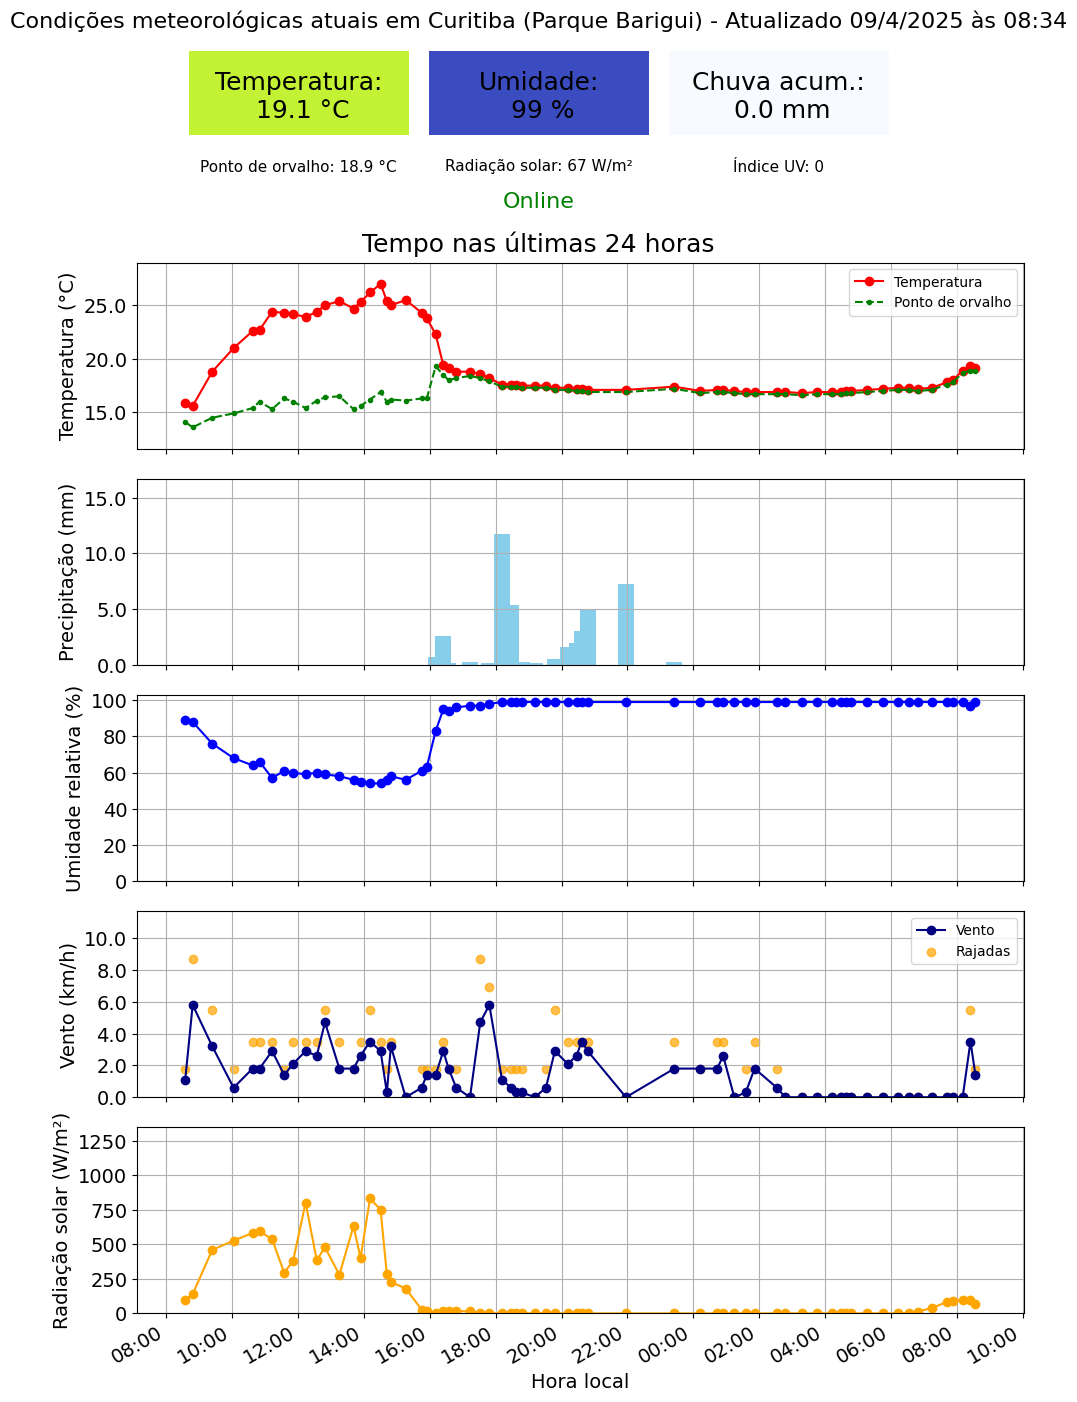 Condições meteorológicas atuais em Curitiba (Parque Barigui) - Atualizado 09/4/2025 às 08:34
Temperatura:
19.1 °C
Umidade:
99 %
Chuva acum.:
0.0 mm
Ponto de orvalho: 18.9 °C
Radiação solar: 67 W/m²
Índice UV: 0
Online
Tempo nas últimas 24 horas
Temperatura (°C)
25.0
20.0
15.0
Temperatura
Ponto de orvalho
Precipitação (mm)
15.0
10.0
5.0
0.0
Umidade relativa (%)
100
80
60
40
20
0
Vento (km/h)
10.0
8.0
6.0
4.0
2.0
0.0
Vento
Rajadas
Radiação solar (W/m²)
1250
1000
750
500
250
0
08:00
10:00
12:00
14:00
16:00
18:00
20:00
22:00
00:00
02:00
04:00
06:00
08:00
10:00
Hora local